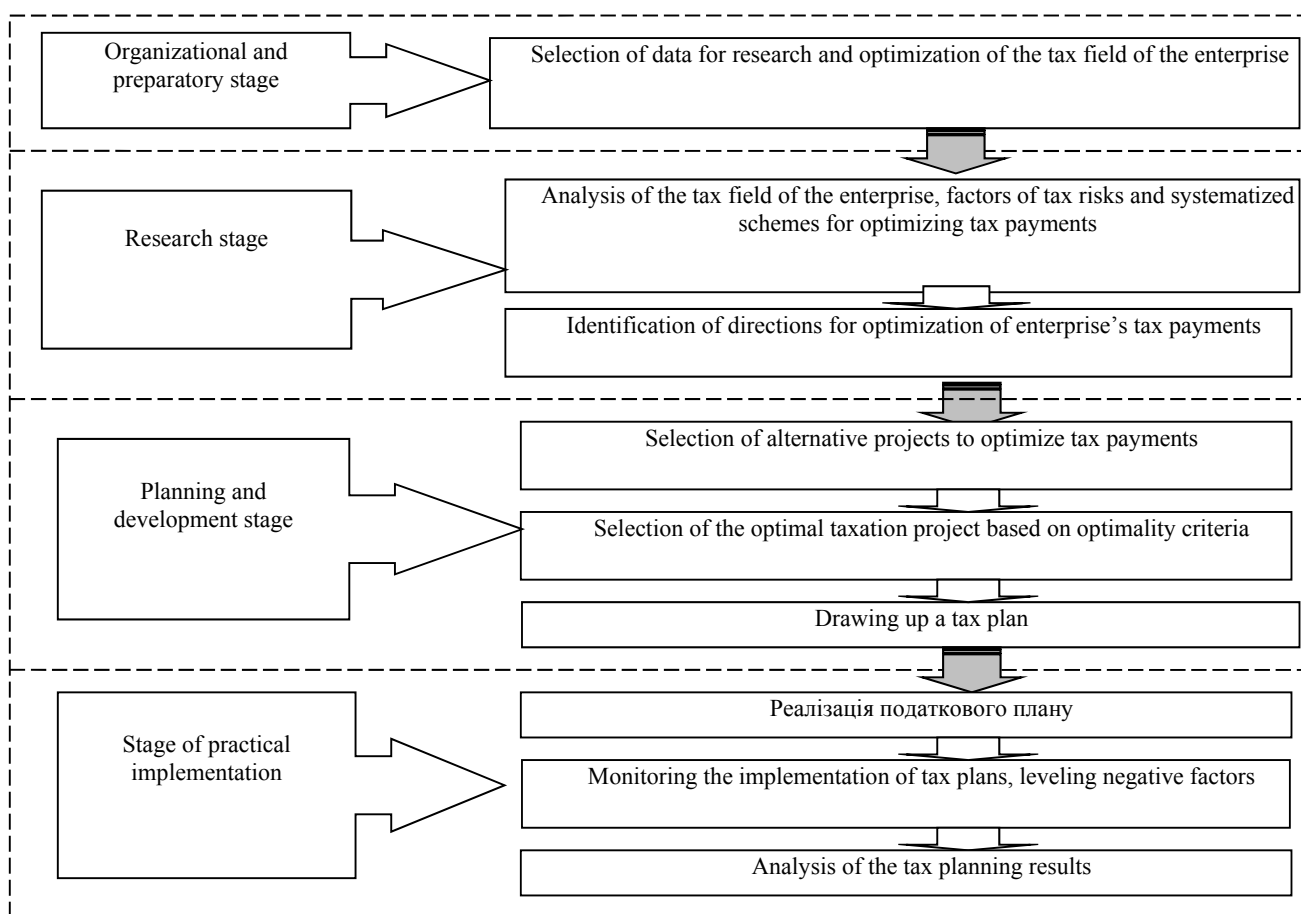 Organizational and
preparatory stage
Selection of data for research and optimization of the tax field of the enterprise
Research stage
Analysis of the tax field of the enterprise, factors of tax risks and systematized
schemes for optimizing tax payments
Identification of directions for optimization of enterprise’s tax payments
Planning and
development stage
Selection of alternative projects to optimize tax payments
Selection of the optimal taxation project based on optimality criteria
Drawing up a tax plan
Stage of practical
implementation
Реалізація податкового плану
Monitoring the implementation of tax plans, leveling negative factors
Analysis of the tax planning results